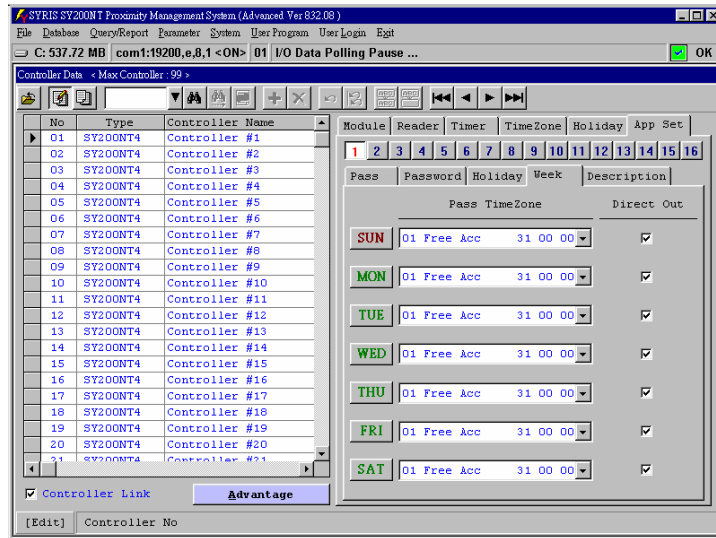 SYRIS SY200NT Proximity Management System (Advanced Ver 832.08 )
File Database Query/Report Parameter System User Program User Login Exit
C: 537.72 MB com1:19200,e,8,1 <ON> 01 I/O Data Polling Pause ... OK
Controller Data < Max Controller : 99 >
No Type Controller Name
01 SY200NT4 Controller #1
02 SY200NT4 Controller #2
03 SY200NT4 Controller #3
04 SY200NT4 Controller #4
05 SY200NT4 Controller #5
06 SY200NT4 Controller #6
07 SY200NT4 Controller #7
08 SY200NT4 Controller #8
09 SY200NT4 Controller #9
10 SY200NT4 Controller #10
11 SY200NT4 Controller #11
12 SY200NT4 Controller #12
13 SY200NT4 Controller #13
14 SY200NT4 Controller #14
15 SY200NT4 Controller #15
16 SY200NT4 Controller #16
17 SY200NT4 Controller #17
18 SY200NT4 Controller #18
19 SY200NT4 Controller #19
20 SY200NT4 Controller #20
21 SY200NT4 Controller #21
Controller Link Advantage
Module Reader Timer TimeZone Holiday App Set
1 2 3 4 5 6 7 8 9 10 11 12 13 14 15 16
Pass Password Holiday Week Description
Pass TimeZone Direct Out
SUN 01 Free Acc 31 00 00
MON 01 Free Acc 31 00 00
TUE 01 Free Acc 31 00 00
WED 01 Free Acc 31 00 00
THU 01 Free Acc 31 00 00
FRI 01 Free Acc 31 00 00
SAT 01 Free Acc 31 00 00
[Edit] Controller No